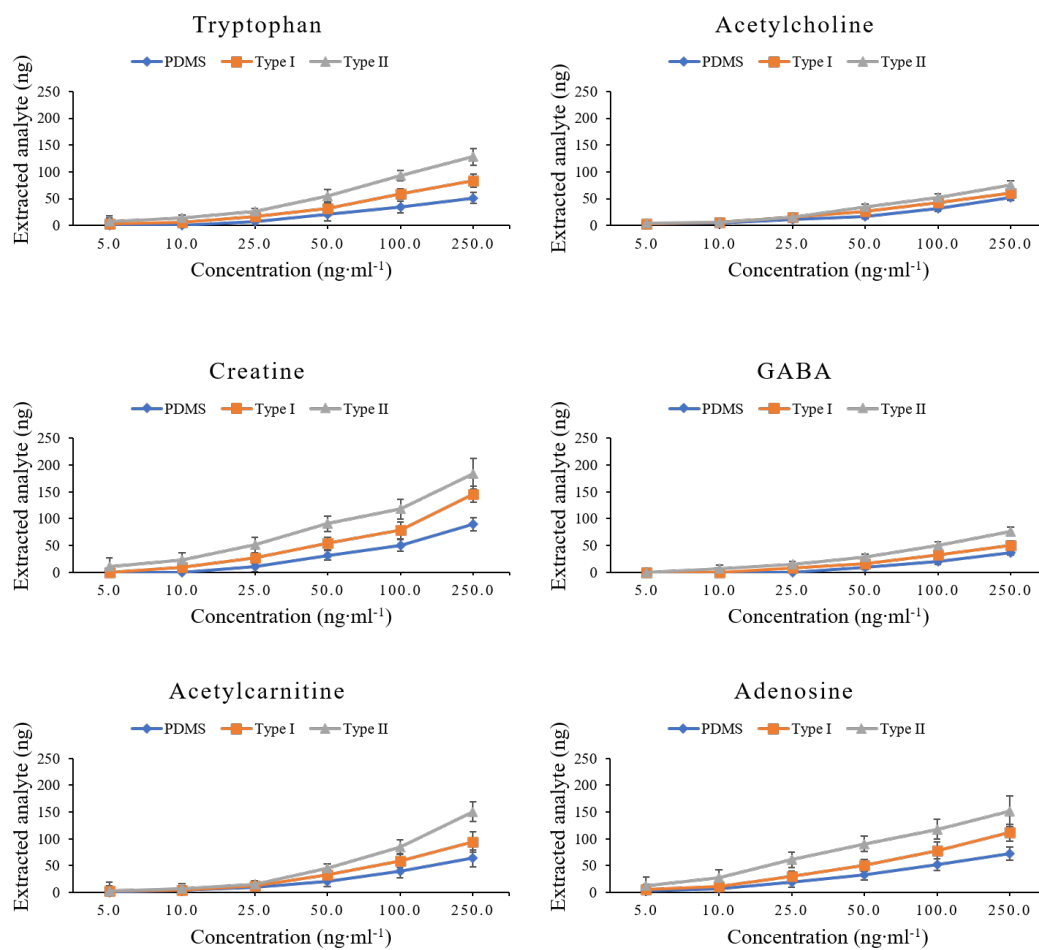 Tryptophan
PDMS Type I Type II
Extracted analyte (ng)
250
200
150
100
50
0
5.0 10.0 25.0 50.0 100.0 250.0
Concentration (ng·ml-1)
Acetylcholine
PDMS Type I Type II
Extracted analyte (ng)
250
200
150
100
50
0
5.0 10.0 25.0 50.0 100.0 250.0
Concentration (ng·ml-1)
Creatine
PDMS Type I Type II
Extracted analyte (ng)
250
200
150
100
50
0
5.0 10.0 25.0 50.0 100.0 250.0
Concentration (ng·ml-1)
GABA
PDMS Type I Type II
Extracted analyte (ng)
250
200
150
100
50
0
5.0 10.0 25.0 50.0 100.0 250.0
Concentration (ng·ml-1)
Acetylcarnitine
PDMS Type I Type II
Extracted analyte (ng)
250
200
150
100
50
0
5.0 10.0 25.0 50.0 100.0 250.0
Concentration (ng·ml-1)
Adenosine
PDMS Type I Type II
Extracted analyte (ng)
250
200
150
100
50
0
5.0 10.0 25.0 50.0 100.0 250.0
Concentration (ng·ml-1)